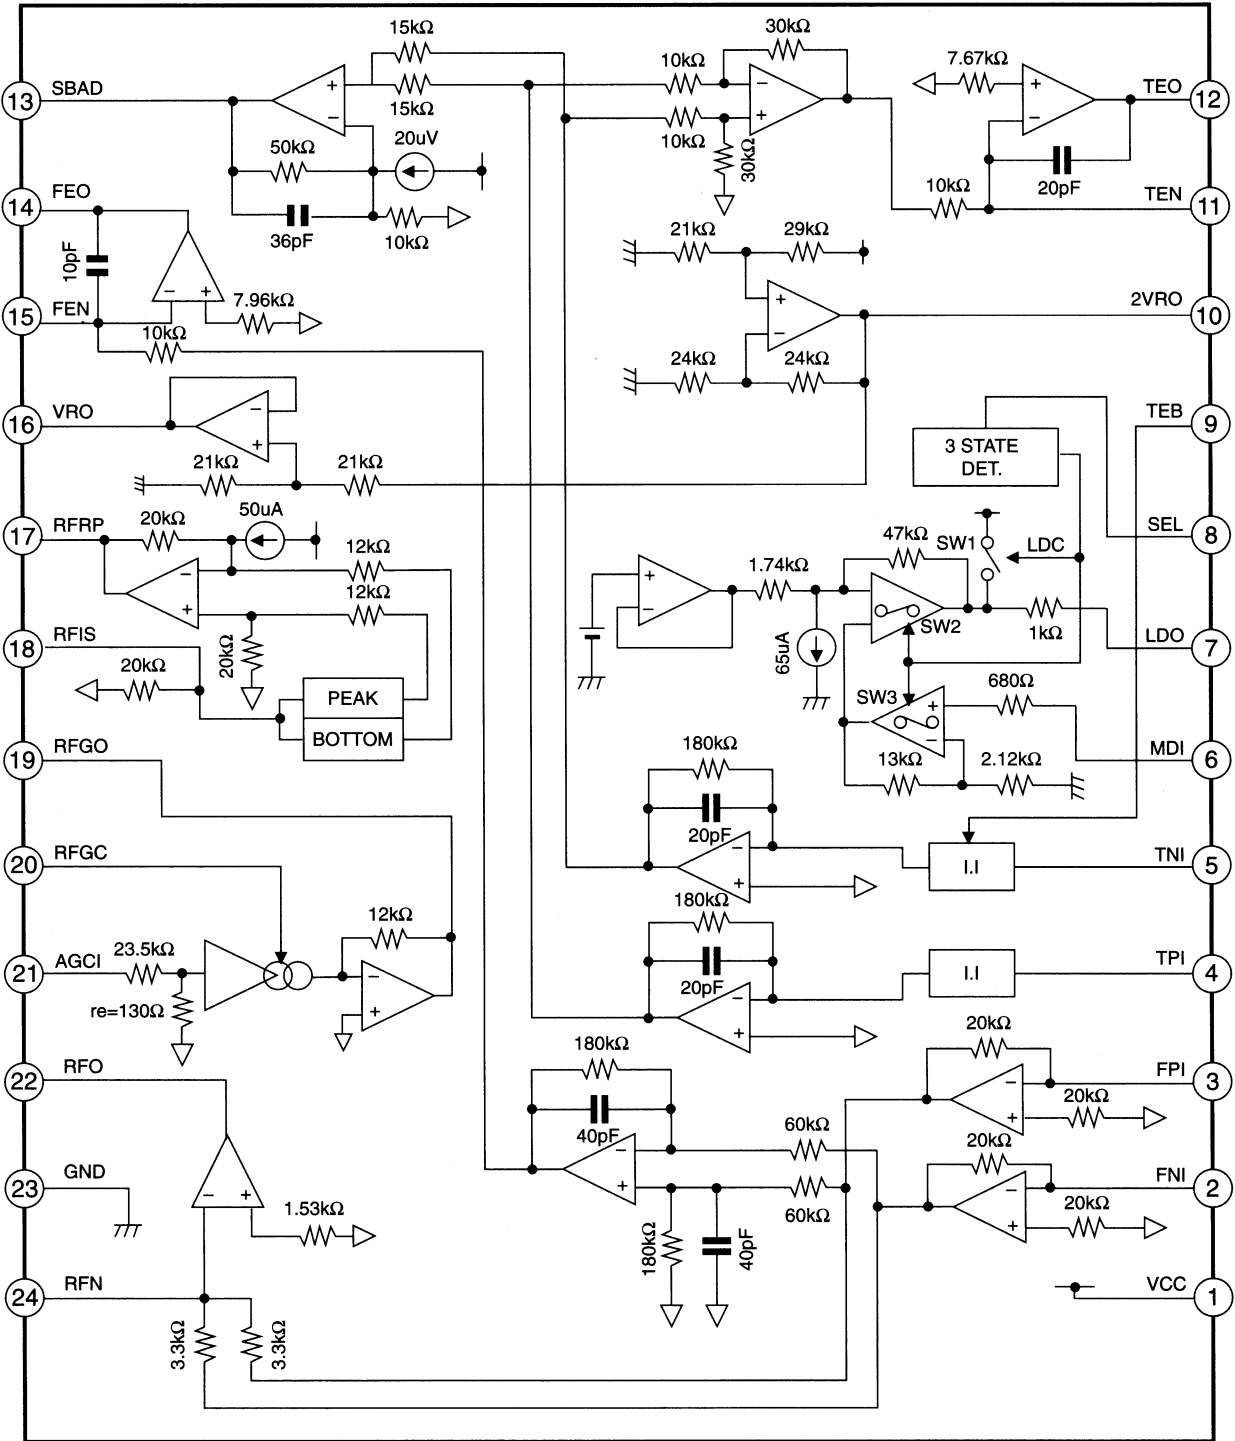 15kΩ
30kΩ
13 SBAD
15kΩ
10kΩ
7.67kΩ
TEO 12
+
−
−
+
+
−
50kΩ
20uV
10kΩ
30kΩ
20pF
14 FEO
36pF
10kΩ
10kΩ
TEN 11
10pF
21kΩ
29kΩ
− +
7.96kΩ
15 FEN
10kΩ
+
−
2VRO 10
24kΩ
24kΩ
16 VRO
−
+
TEB 9
3 STATE
DET.
21kΩ
21kΩ
17 RFRP
20kΩ
50uA
12kΩ
SEL 8
−
+
12kΩ
47kΩ
SW1
LDC
+
−
1.74kΩ
SW2
1kΩ
18 RFIS
20kΩ
20kΩ
65uA
LDO 7
PEAK
BOTTOM
SW3
+
−
680Ω
19 RFGO
180kΩ
13kΩ
2.12kΩ
MDI 6
20pF
20 RFGC
−
+
I.I
TNI 5
180kΩ
12kΩ
21 AGCI
23.5kΩ
re=130Ω
−
+
20pF
−
+
I.I
TPI 4
22 RFO
180kΩ
20kΩ
FPI 3
−
+
20kΩ
40pF
60kΩ
−
+
20kΩ
23 GND
− +
1.53kΩ
60kΩ
−
+
20kΩ
FNI 2
180kΩ
40pF
24 RFN
VCC 1
3.3kΩ
3.3kΩ